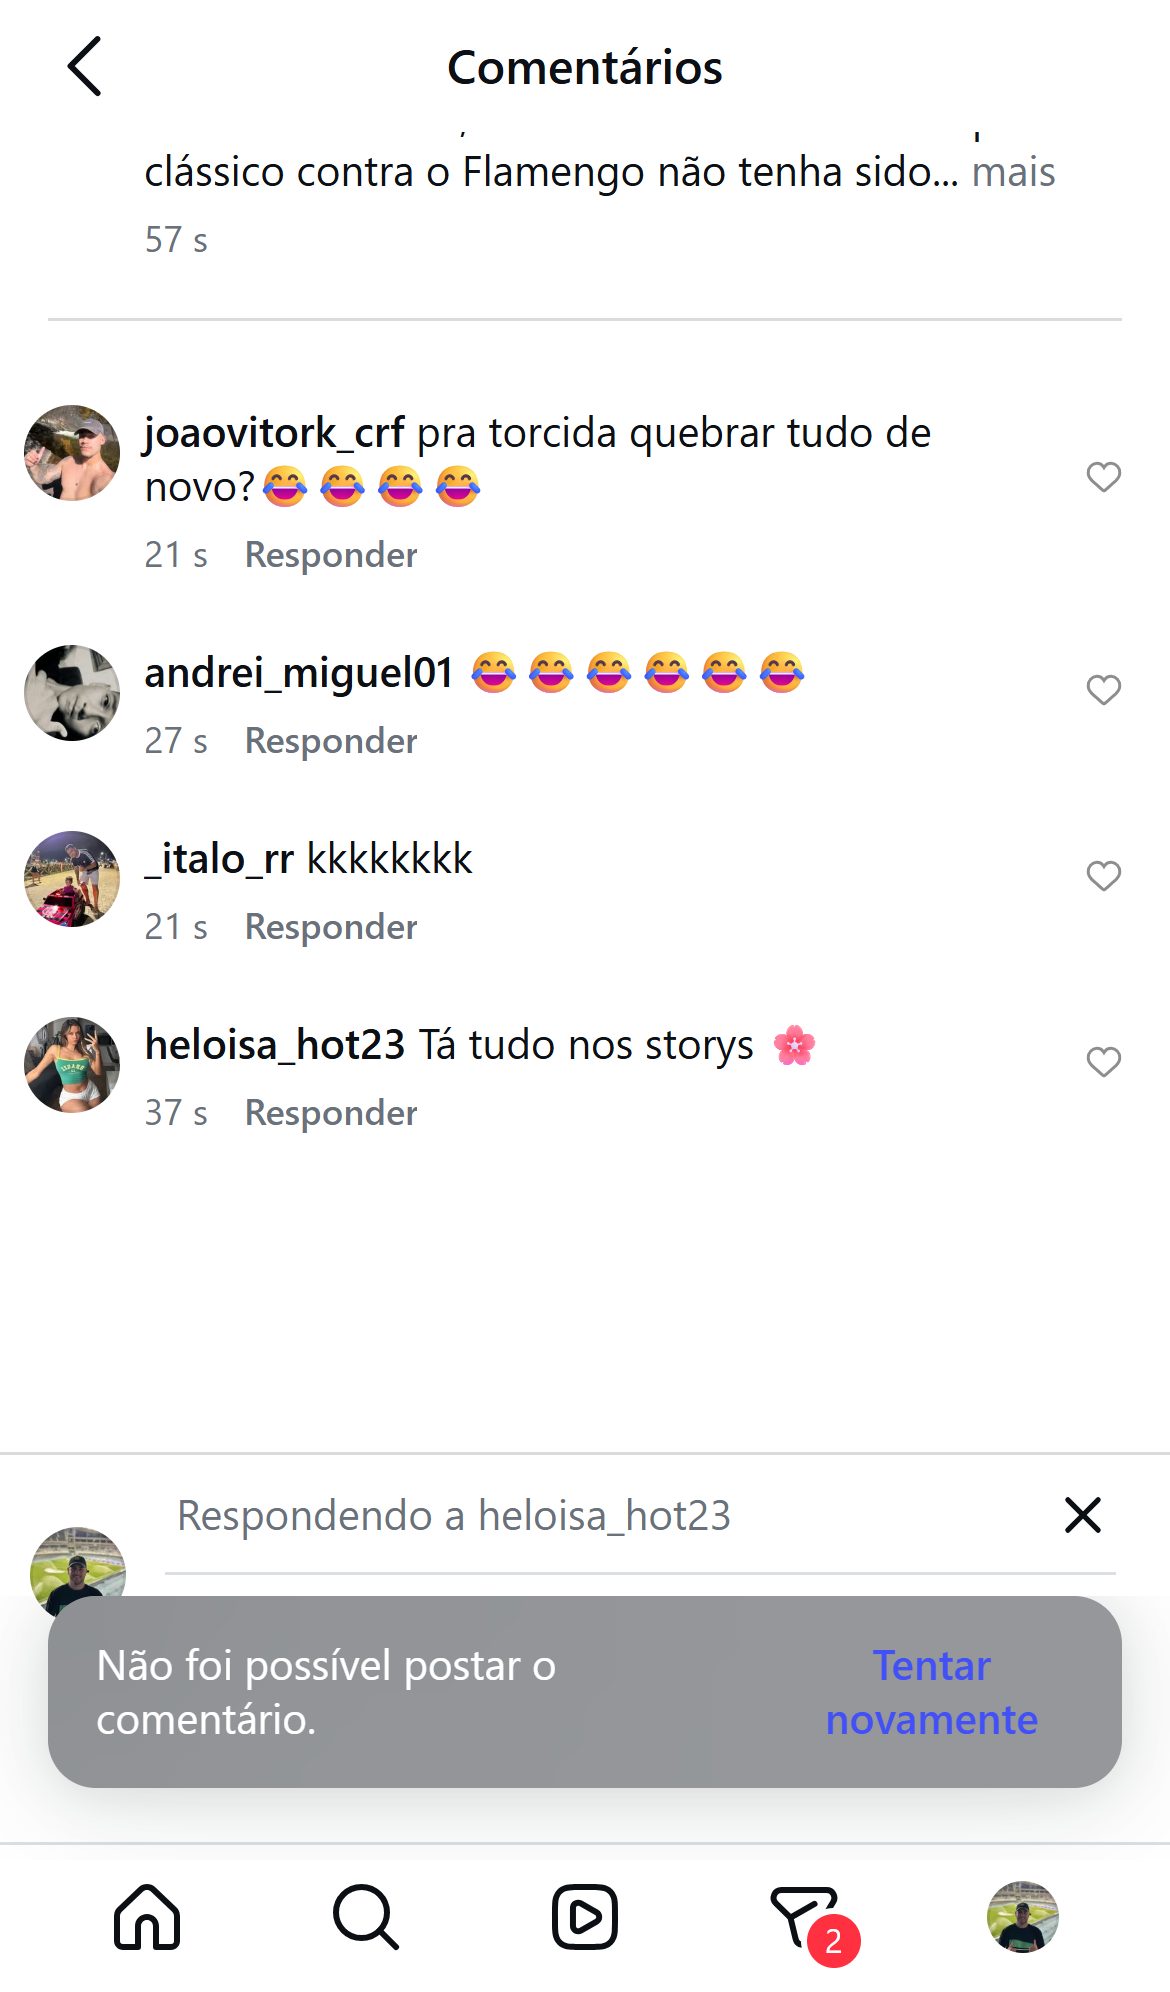 Comentários
clássico contra o Flamengo não tenha sido... mais
57 s
joaovitork_crf pra torcida quebrar tudo de
novo?😂😂😂😂
21 s Responder
andrei_miguel01 😂😂😂😂😂😂
27 s Responder
_italo_rr kkkkkkkk
21 s Responder
heloisa_hot23 Tá tudo nos storys 🌸
37 s Responder
Respondendo a heloisa_hot23
Não foi possível postar o
comentário.
Tentar
novamente
2